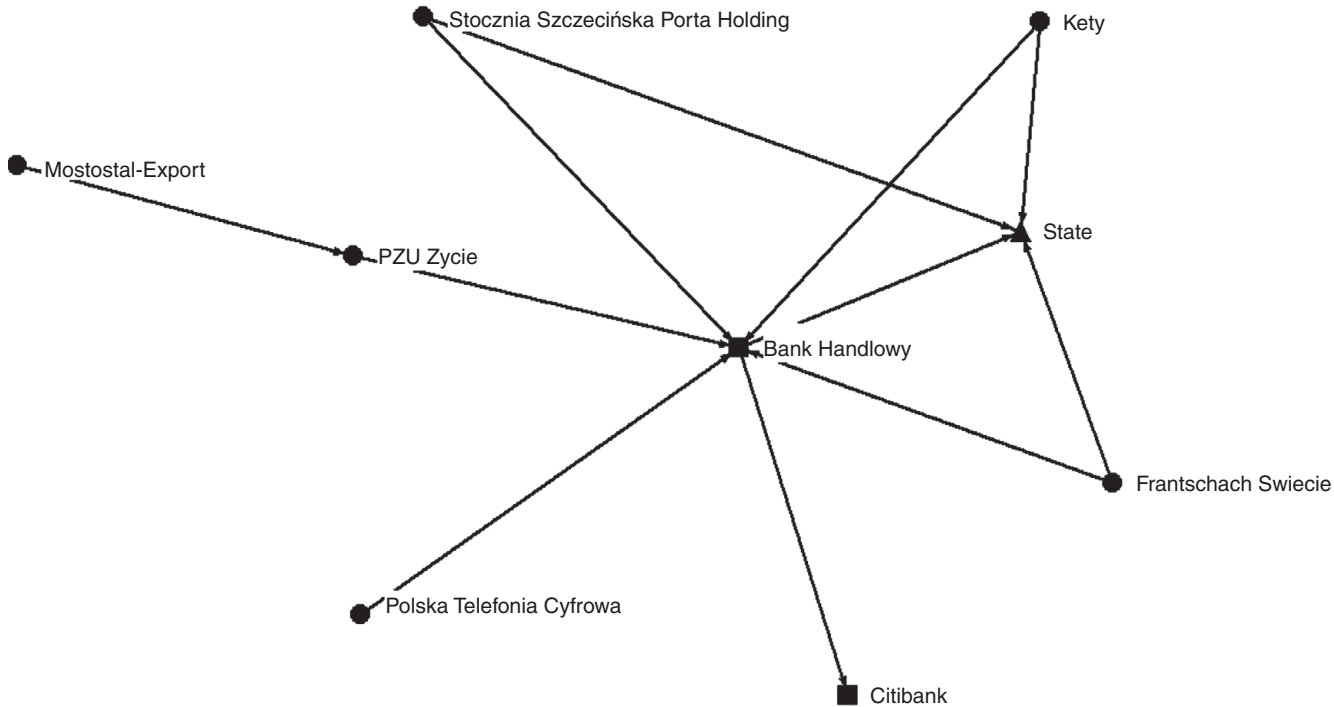 Stocznia Szczecińska Porta Holding
Kety
Mostostal-Export
State
PZU Zycie
Bank Handlowy
Frantschach Swiecie
Polska Telefonia Cyfrowa
Citibank